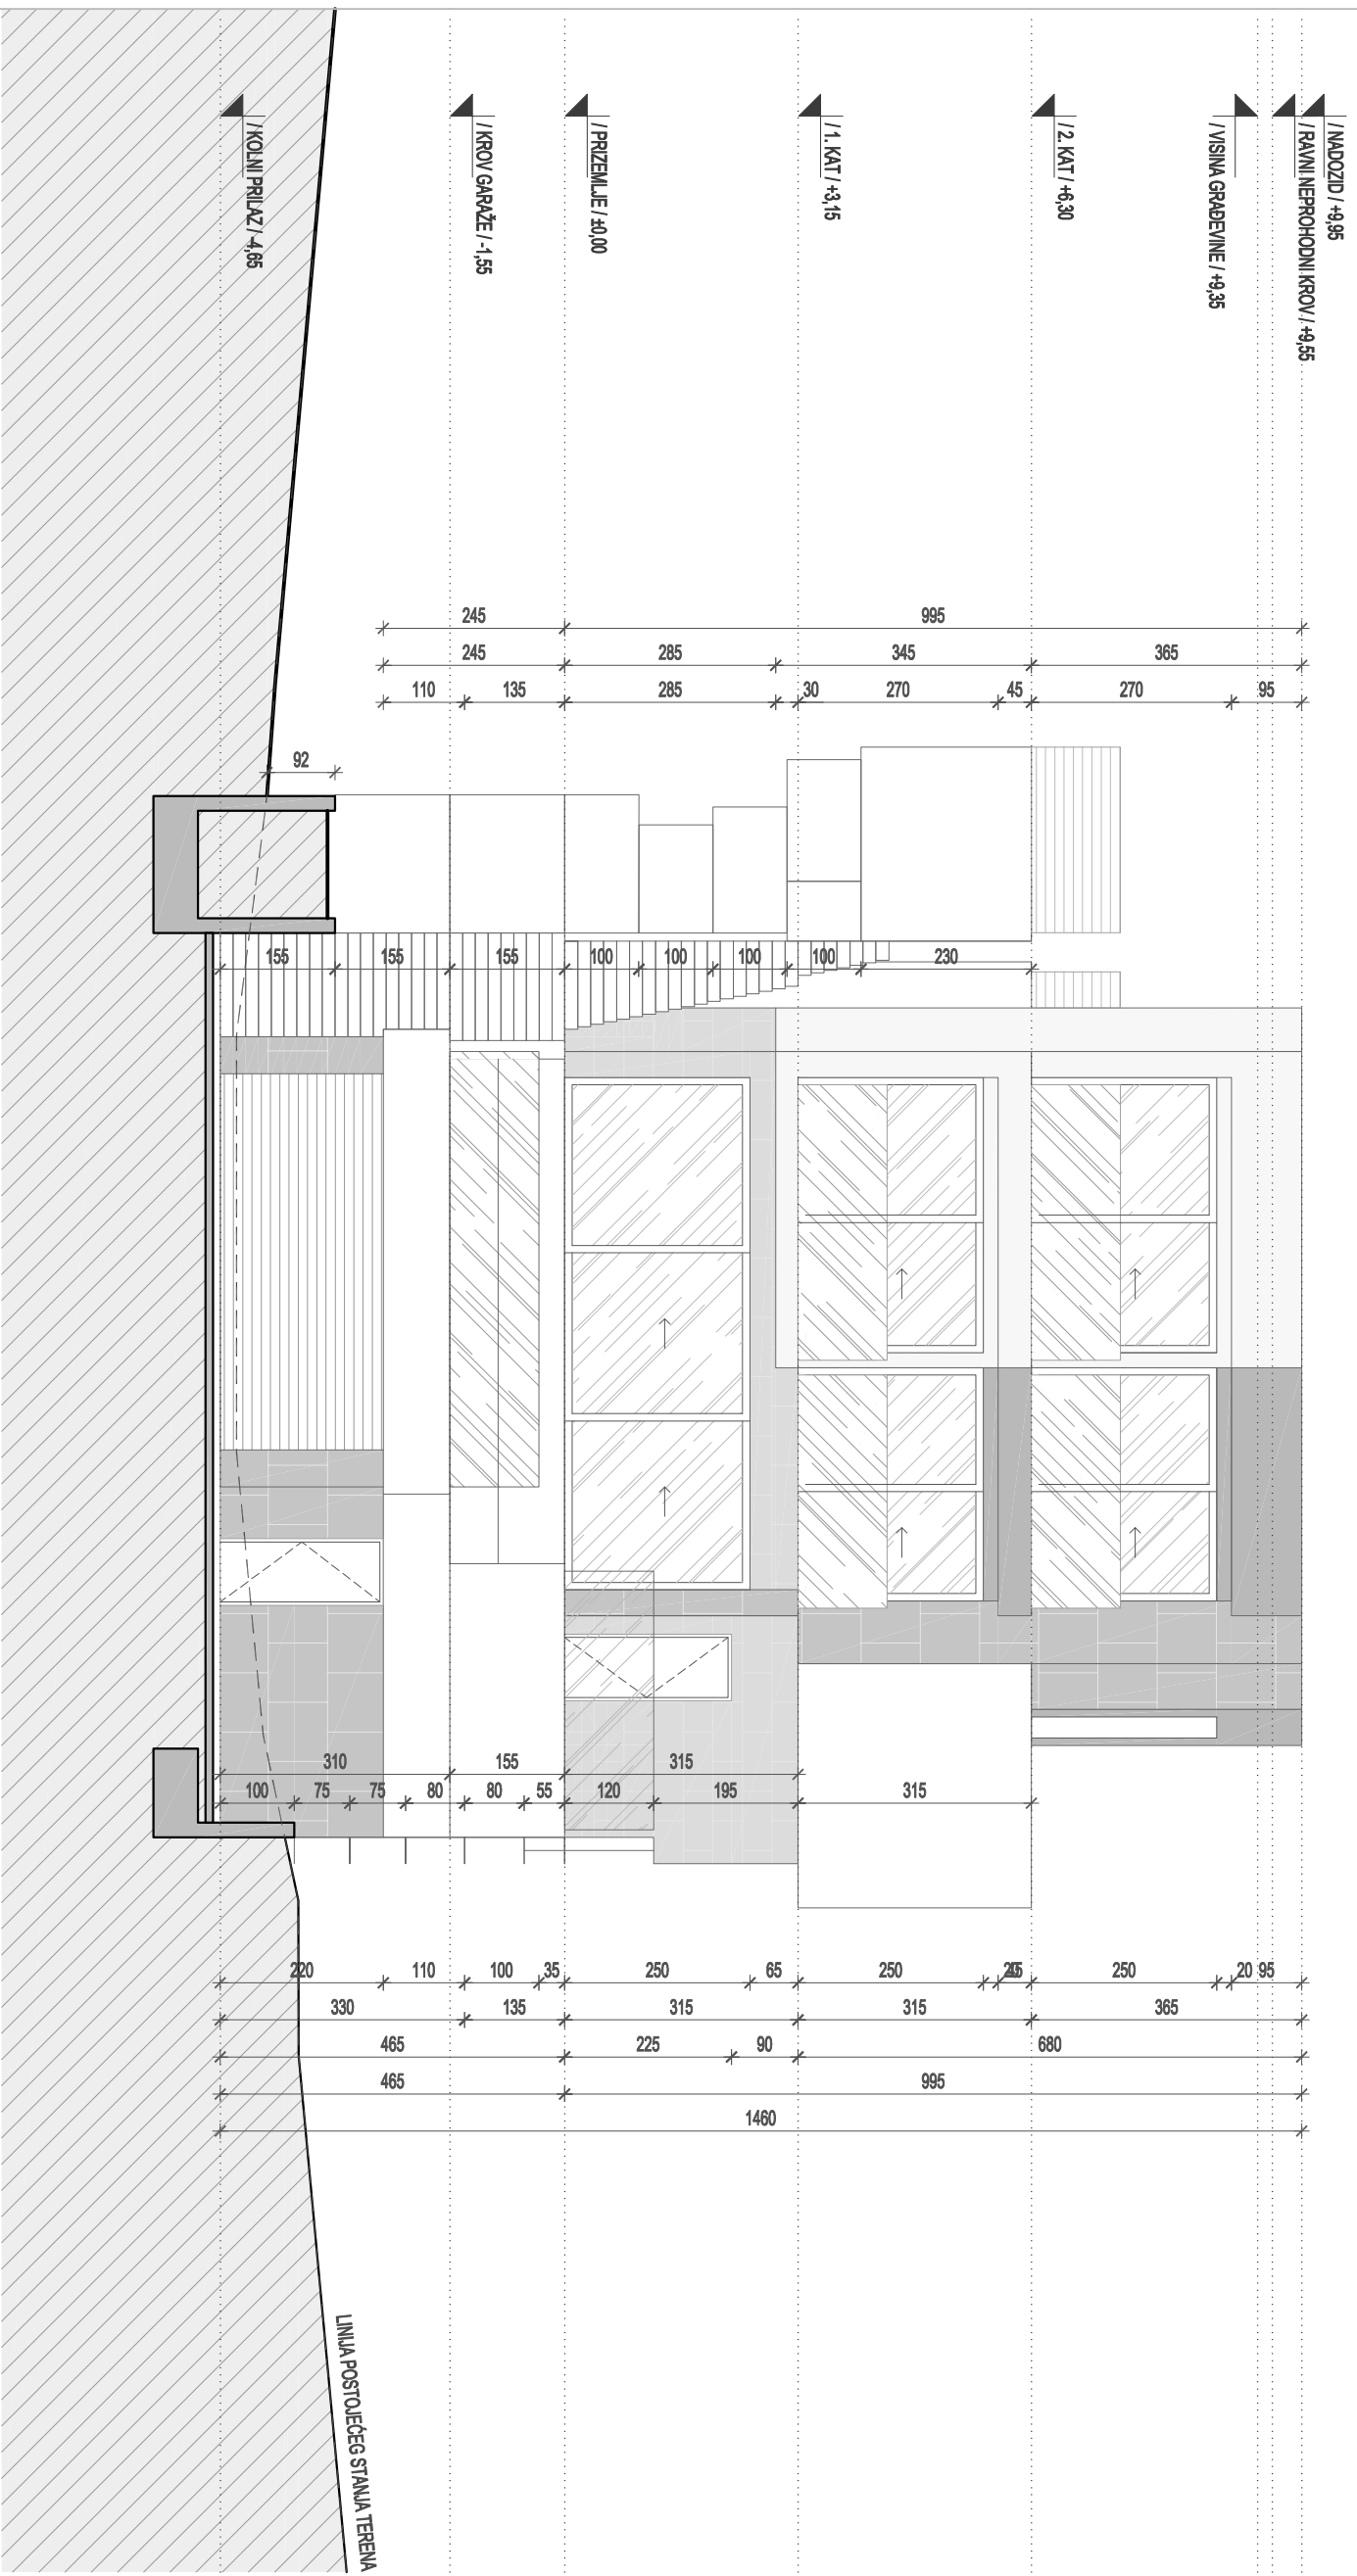 / NADOZID / +9,95
/ RAVNI NEPROHODNI KROV / +9,55
/ VISINA GRAĐEVINE / +9,35
/ 2. KAT / +6,30
/ 1. KAT / +3,15
/ PRIZEMLJE / ±0,00
/ KROV GARAŽE / -1,55
/ KOLNI PRILAZ / -4,65
245 995
245 285 345 365
110 135 285 30 270 45 270 95
92
155 155 155 100 100 100 100 230
310 155 315
100 75 75 80 80 55 120 195 315
220 110 100 35 250 65 250 250 20 95
330 135 315 315 365
465 225 90 680
465 995
1460
LINIJA POSTOJEĆEG STANJA TERENA